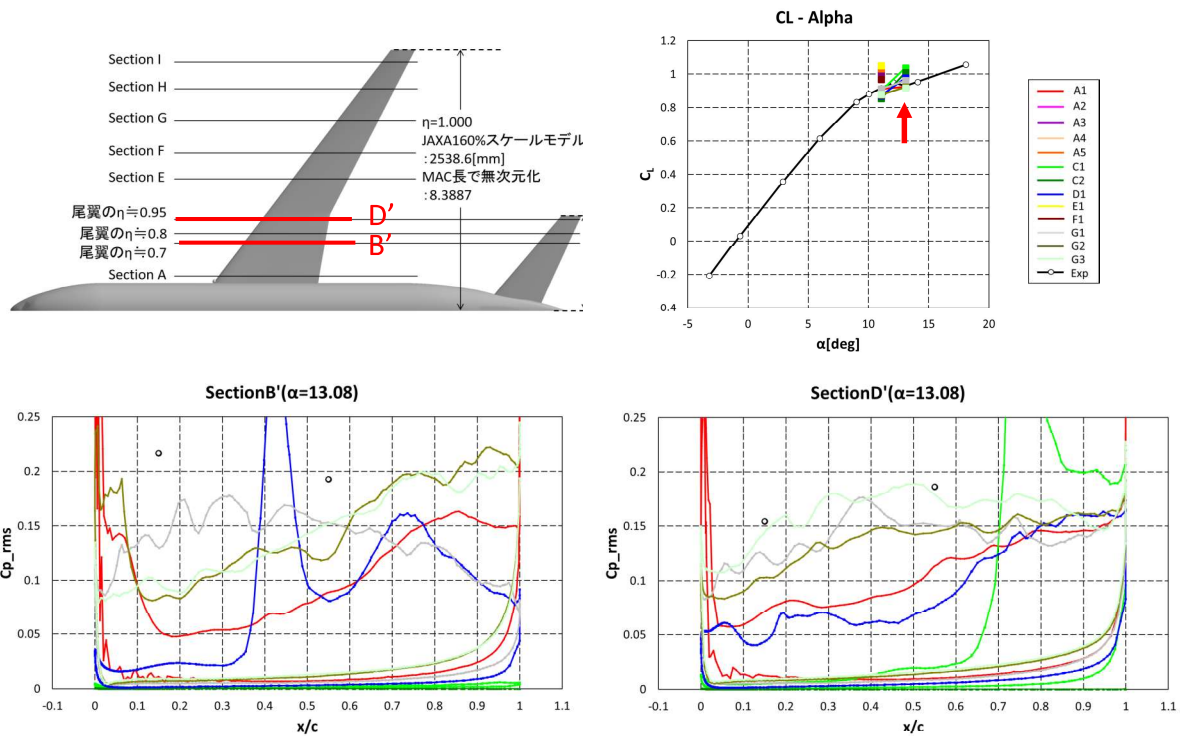 Section I
Section H
Section G
Section F
Section E
尾翼のη≒0.95
尾翼のη≒0.8
尾翼のη≒0.7
Section A
D’
B’
η=1.000
JAXA160%スケールモデル
:2538.6[mm]
MAC長で無次元化
:8.3887
CL - Alpha
1.2
1
0.8
0.6
0.4
0.2
0
-0.2
0.4
CL
-5
0
5
10
15
20
α[deg]
A1
A2
A3
A4
A5
C1
C2
D1
E1
F1
G1
G2
G3
Exp
SectionB'(α=13.08)
0.25
0.2
0.15
0.1
0.05
0
Cp_rms
-0.1
0
0.1
0.2
0.3
0.4
0.5
0.6
0.7
0.8
0.9
1
1.1
x/c
SectionD'(α=13.08)
0.25
0.2
0.15
0.1
0.05
0
Cp_rms
-0.1
0
0.1
0.2
0.3
0.4
0.5
0.6
0.7
0.8
0.9
1
1.1
x/c